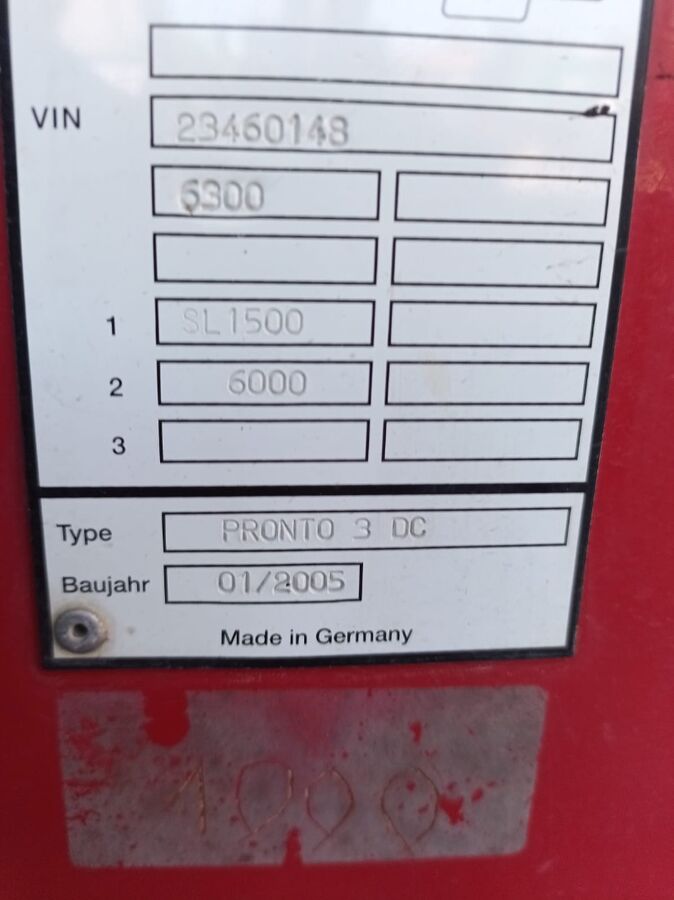 VIN 23460148
6300
1 SL1500
2 6000
3
Type PRONTO 3 DC
Baujahr 01/2005
Made in Germany
1000